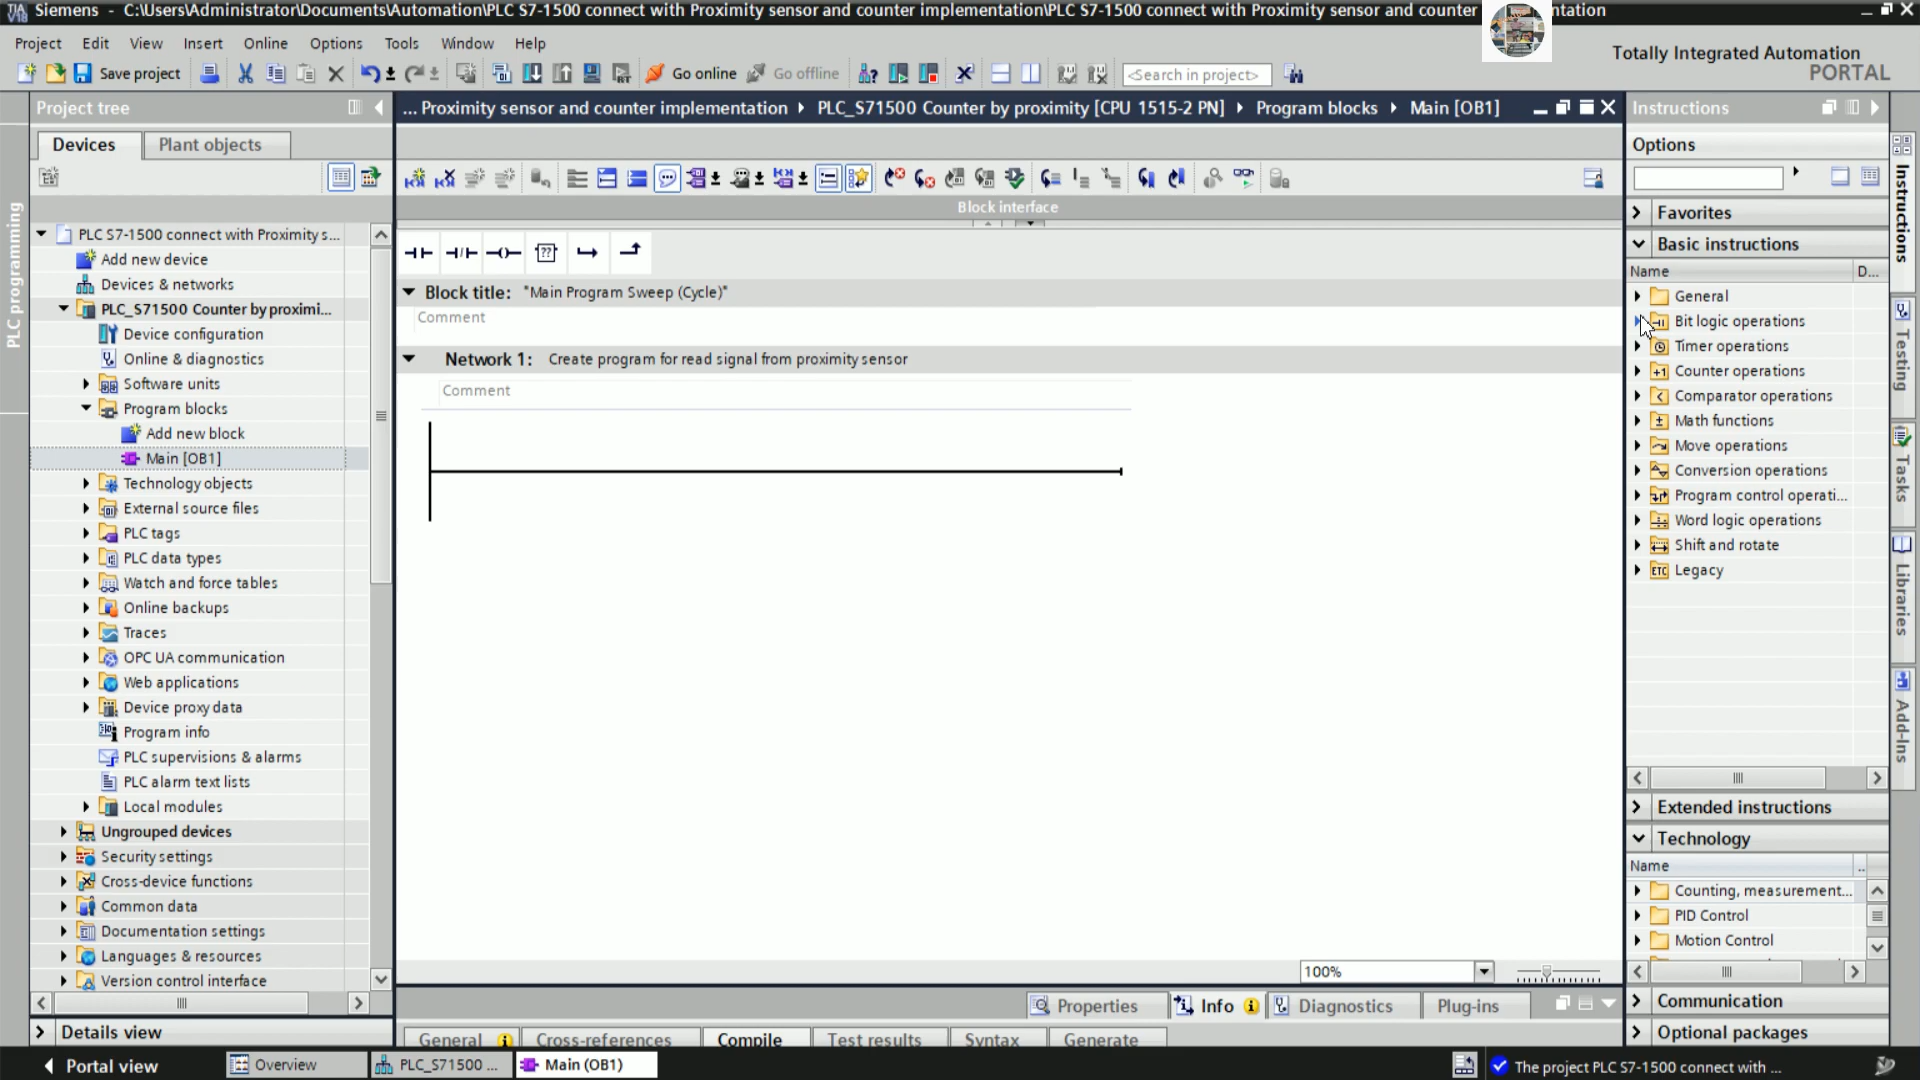 Siemens - C:\Users\Administrator\Documents\Automation\PLC S7-1500 connect with Proximity sensor and counter implementation\PLC S7-1500 connect with Proximity sensor and counter ntation
Project Edit View Insert Online Options Tools Window Help
Totally Integrated Automation
PORTAL
Save project
Go online
Go offline
<Search in project>
Project tree
... Proximity sensor and counter implementation PLC_S71500 Counter by proximity [CPU 1515-2 PN] Program blocks Main [OB1]
Instructions
Devices
Plant objects
Options
Block interface
Favorites
Basic instructions
Name D...
General
Bit logic operations
Timer operations
Counter operations
Comparator operations
Math functions
Move operations
Conversion operations
Program control operati...
Word logic operations
Shift and rotate
Legacy
Extended instructions
Technology
Name ..
Counting, measurement...
PID Control
Motion Control
Communication
Optional packages
PLC programming
PLC S7-1500 connect with Proximity s...
Add new device
Devices & networks
PLC_S71500 Counter by proximi...
Device configuration
Online & diagnostics
Software units
Program blocks
Add new block
Main [OB1]
Technology objects
External source files
PLC tags
PLC data types
Watch and force tables
Online backups
Traces
OPC UA communication
Web applications
Device proxy data
Program info
PLC supervisions & alarms
PLC alarm text lists
Local modules
Ungrouped devices
Security settings
Cross-device functions
Common data
Documentation settings
Languages & resources
Version control interface
Details view
??
Block title: "Main Program Sweep (Cycle)"
Comment
Network 1: Create program for read signal from proximity sensor
Comment
100%
Properties
Info
Diagnostics
Plug-ins
General
Cross-references
Compile
Test results
Syntax
Generate
Instructions
Testing
Tasks
Libraries
Add-Ins
Portal view
Overview
PLC_S71500 ...
Main (OB1)
The project PLC S7-1500 connect with ...